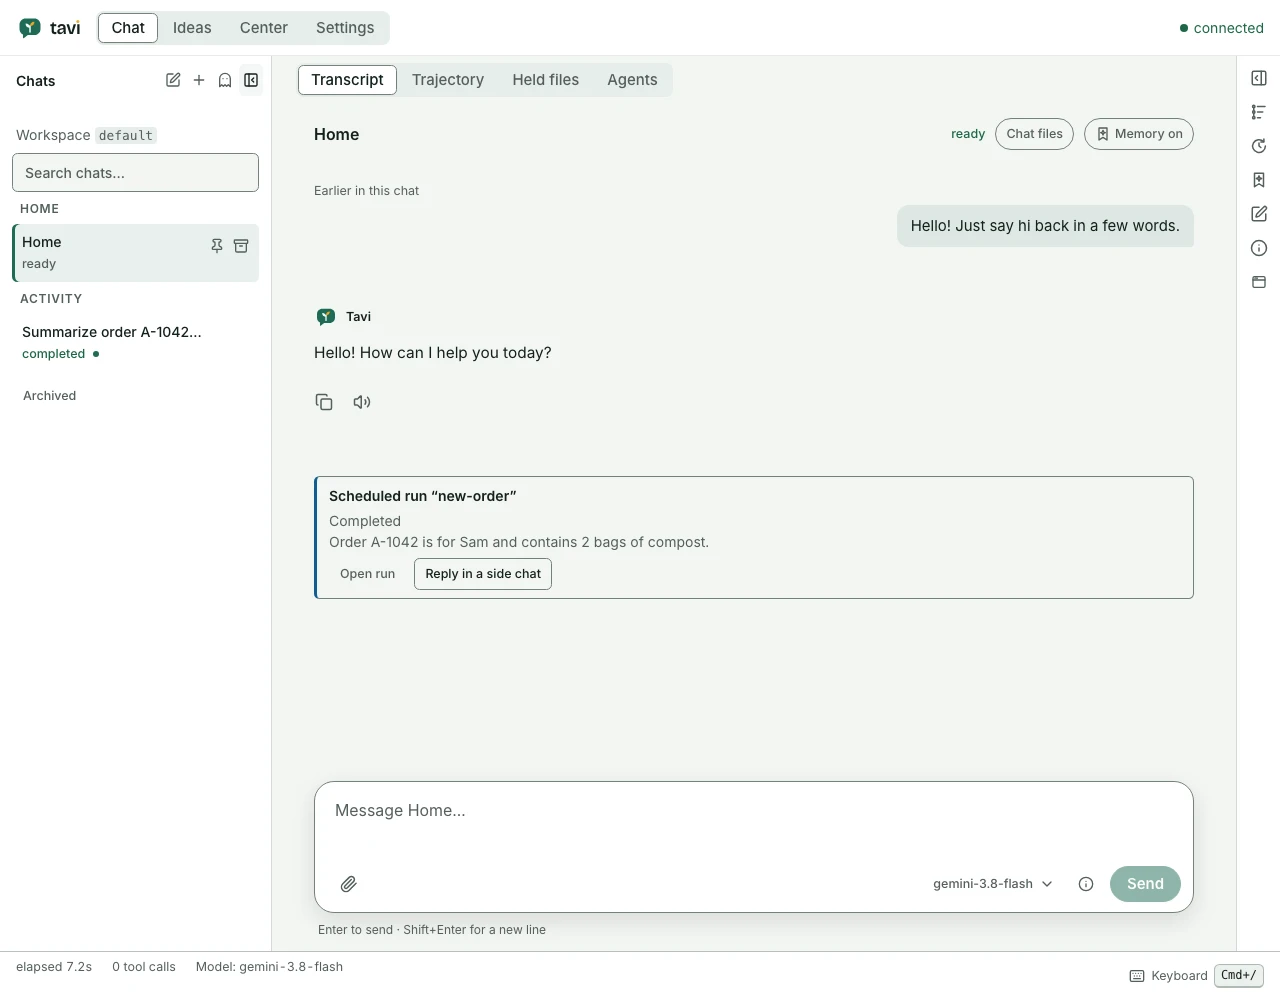 tavi
Chat Ideas Center Settings
connected
Chats
Workspace default
Search chats...
HOME
Home
ready
ACTIVITY
Summarize order A-1042...
completed
Archived
Transcript Trajectory Held files Agents
Home
ready Chat files Memory on
Earlier in this chat
Hello! Just say hi back in a few words.
Tavi
Hello! How can I help you today?
Scheduled run “new-order”
Completed
Order A-1042 is for Sam and contains 2 bags of compost.
Open run Reply in a side chat
Message Home...
gemini-3.8-flash Send
Enter to send · Shift+Enter for a new line
elapsed 7.2s 0 tool calls Model: gemini-3.8-flash
Keyboard Cmd+/